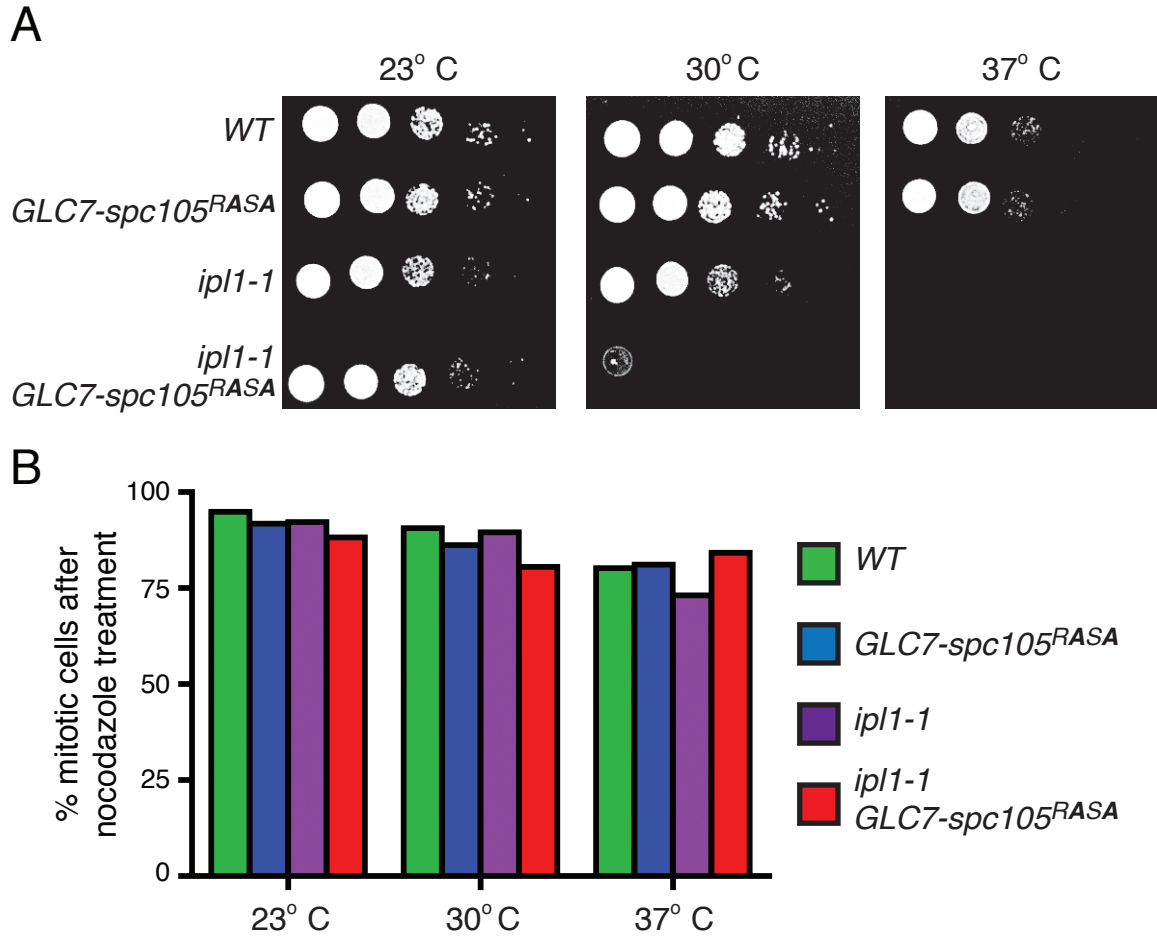 A
23° C 30° C 37° C
WT
GLC7-spc105RASA
ipl1-1
ipl1-1
GLC7-spc105RASA
B
% mitotic cells after
nocodazole treatment
100
75
50
25
0
23° C 30° C 37° C
WT
GLC7-spc105RASA
ipl1-1
ipl1-1
GLC7-spc105RASA